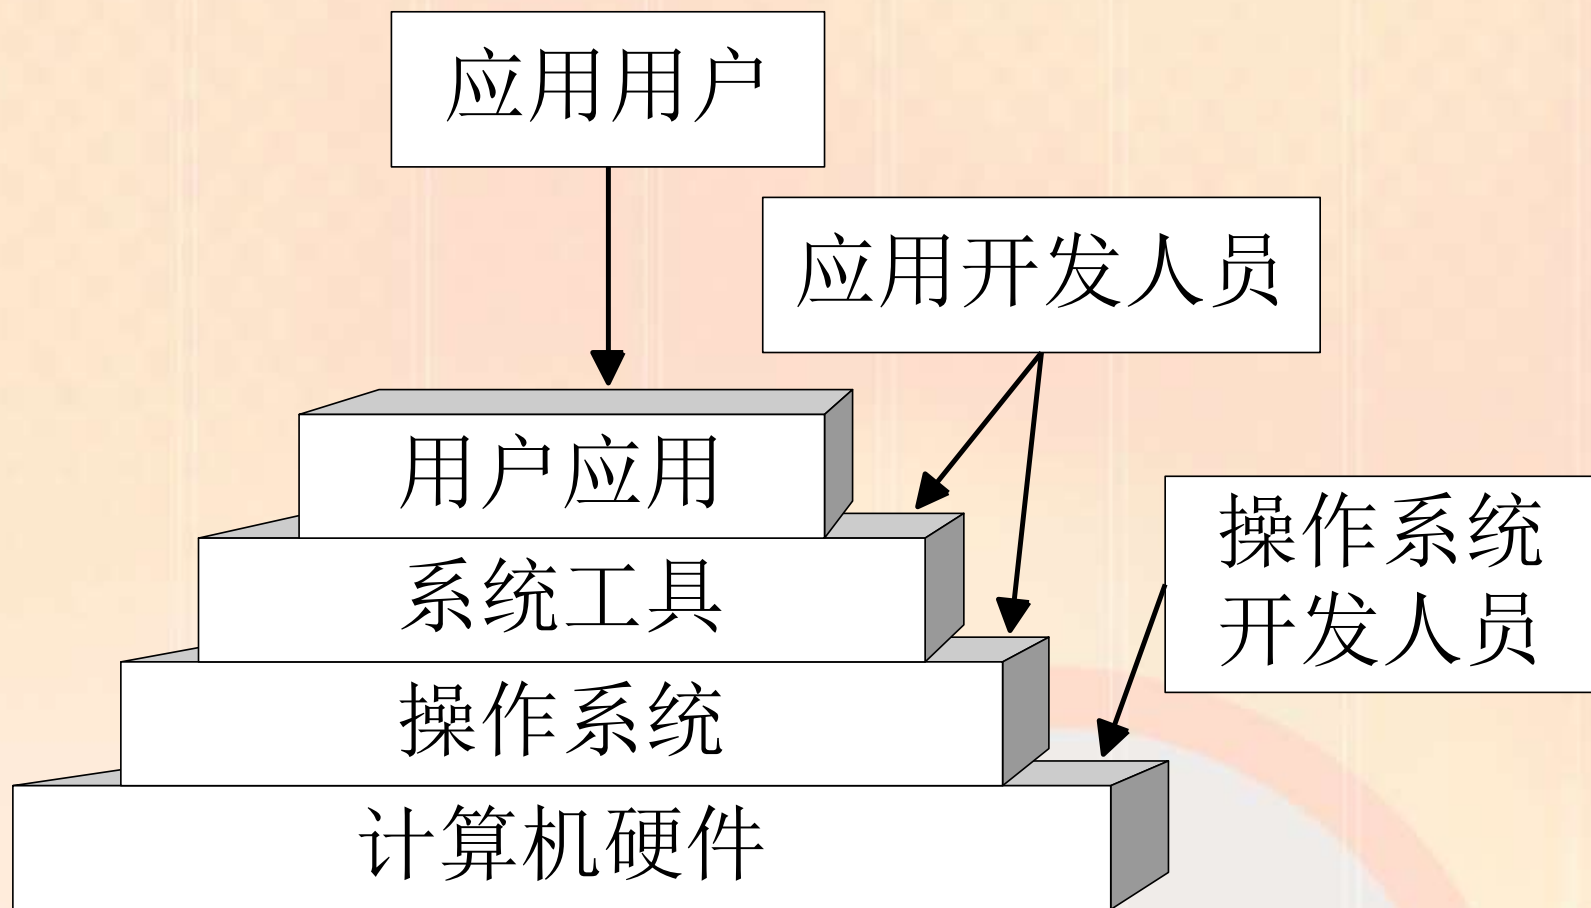 应用用户
应用开发人员
用户应用
系统工具
操作系统
开发人员
操作系统
计算机硬件